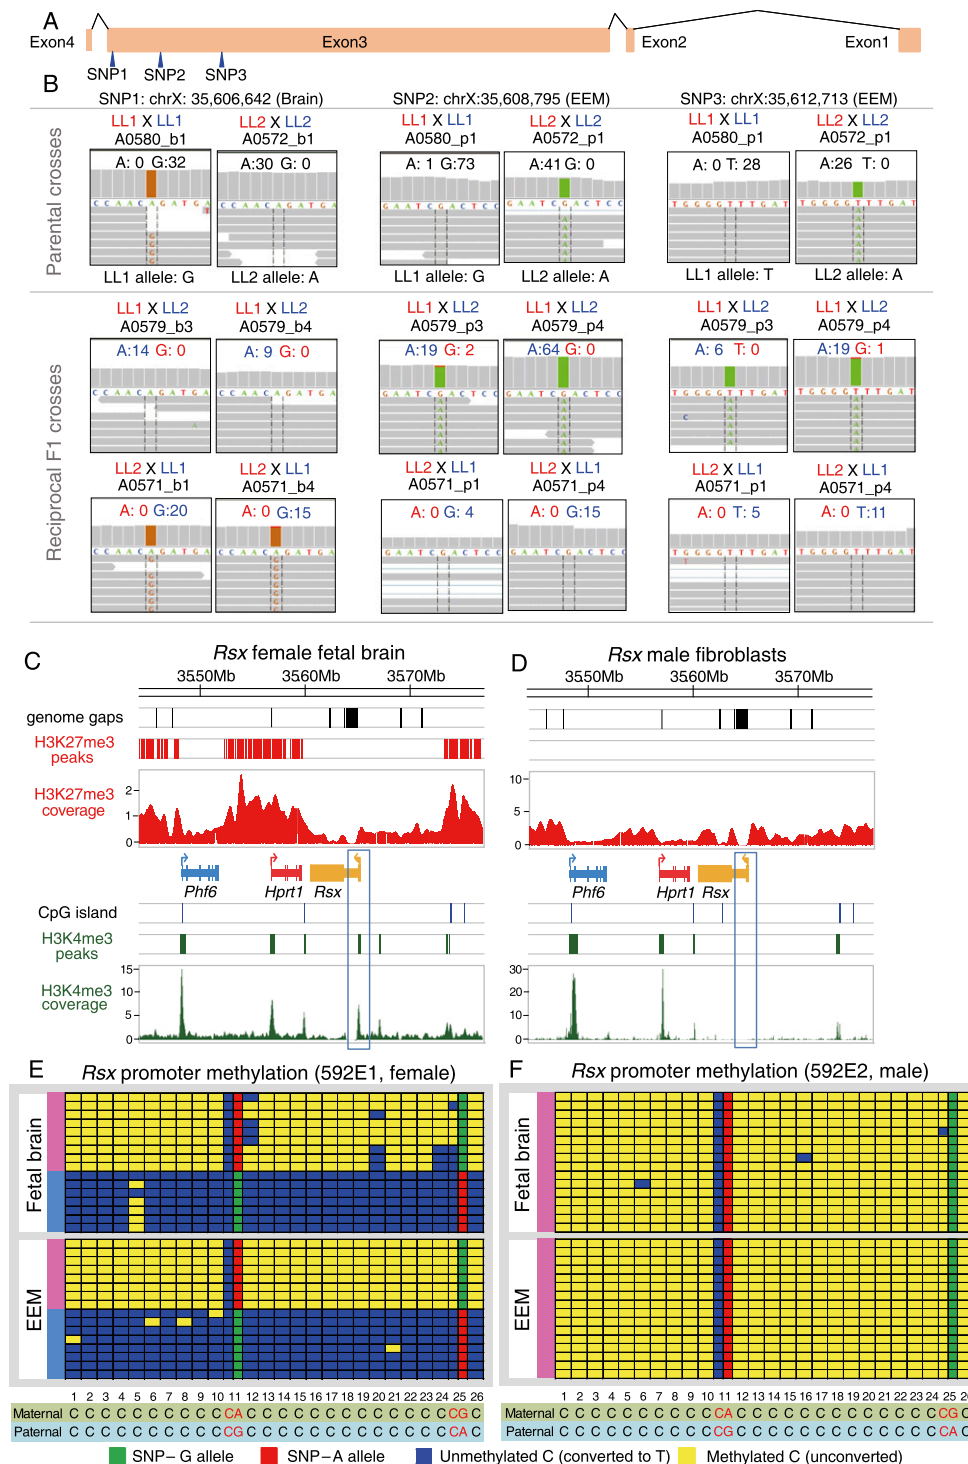 A
Exon4
Exon3
Exon2
Exon1
SNP1
SNP2
SNP3
B
SNP1: chrX: 35,606,642 (Brain)
SNP2: chrX:35,608,795 (EEM)
SNP3: chrX:35,612,713 (EEM)
Parental crosses
LL1 X LL1
A0580_b1
LL2 X LL2
A0572_b1
LL1 X LL1
A0580_p1
LL2 X LL2
A0572_p1
LL1 X LL1
A0580_p1
LL2 X LL2
A0572_p1
A: 0 G:32
A:30 G: 0
A: 1 G:73
A:41 G: 0
A: 0 T: 28
A:26 T: 0
C C A A C A G A T G A
C C A A C A G A T G A
G A A T C G A C T C C
G A A T C G A C T C C
T G G G G T T T G A T
T G G G G T T T G A T
LL1 allele: G
LL2 allele: A
LL1 allele: G
LL2 allele: A
LL1 allele: T
LL2 allele: A
Reciprocal F1 crosses
LL1 X LL2
A0579_b3
LL1 X LL2
A0579_b4
LL1 X LL2
A0579_p3
LL1 X LL2
A0579_p4
LL1 X LL2
A0579_p3
LL1 X LL2
A0579_p4
A:14 G: 0
A: 9 G: 0
A:19 G: 2
A:64 G: 0
A: 6 T: 0
A:19 G: 1
C C A A C A G A T G A
C C A A C A G A T G A
G A A T C G A C T C C
G A A T C G A C T C C
T G G G G T T T G A T
T G G G G T T T G A T
LL2 X LL1
A0571_b1
LL2 X LL1
A0571_b4
LL2 X LL1
A0571_p1
LL2 X LL1
A0571_p4
LL2 X LL1
A0571_p1
LL2 X LL1
A0571_p4
A: 0 G:20
A: 0 G:15
A: 0 G: 4
A: 0 G:15
A: 0 T: 5
A: 0 T:11
C C A A C A G A T G A
C C A A C A G A T G A
G A A T C G A C T C C
G A A T C G A C T C C
T G G G G T T T G A T
T G G G G T T T G A T
C
Rsx female fetal brain
3550Mb 3560Mb 3570Mb
genome gaps
H3K27me3
peaks
H3K27me3
coverage
2
1
0
Phf6
Hprt1
Rsx
CpG island
H3K4me3
peaks
H3K4me3
coverage
15
10
5
0
D
Rsx male fibroblasts
3550Mb 3560Mb 3570Mb
10
5
0
Phf6
Hprt1
Rsx
30
20
10
0
E
Rsx promoter methylation (592E1, female)
Fetal brain
EEM
1 2 3 4 5 6 7 8 9 10 11 12 13 14 15 16 17 18 19 20 21 22 23 24 25 26
Maternal C C C C C C C C C C CA C C C C C C C C C C C C C CG C
Paternal C C C C C C C C C C CG C C C C C C C C C C C C C CA C
F
Rsx promoter methylation (592E2, male)
Fetal brain
EEM
1 2 3 4 5 6 7 8 9 10 11 12 13 14 15 16 17 18 19 20 21 22 23 24 25 26
Maternal C C C C C C C C C C CA C C C C C C C C C C C C C CG C
Paternal C C C C C C C C C C CG C C C C C C C C C C C C C CA C
SNP–G allele
SNP–A allele
Unmethylated C (converted to T)
Methylated C (unconverted)